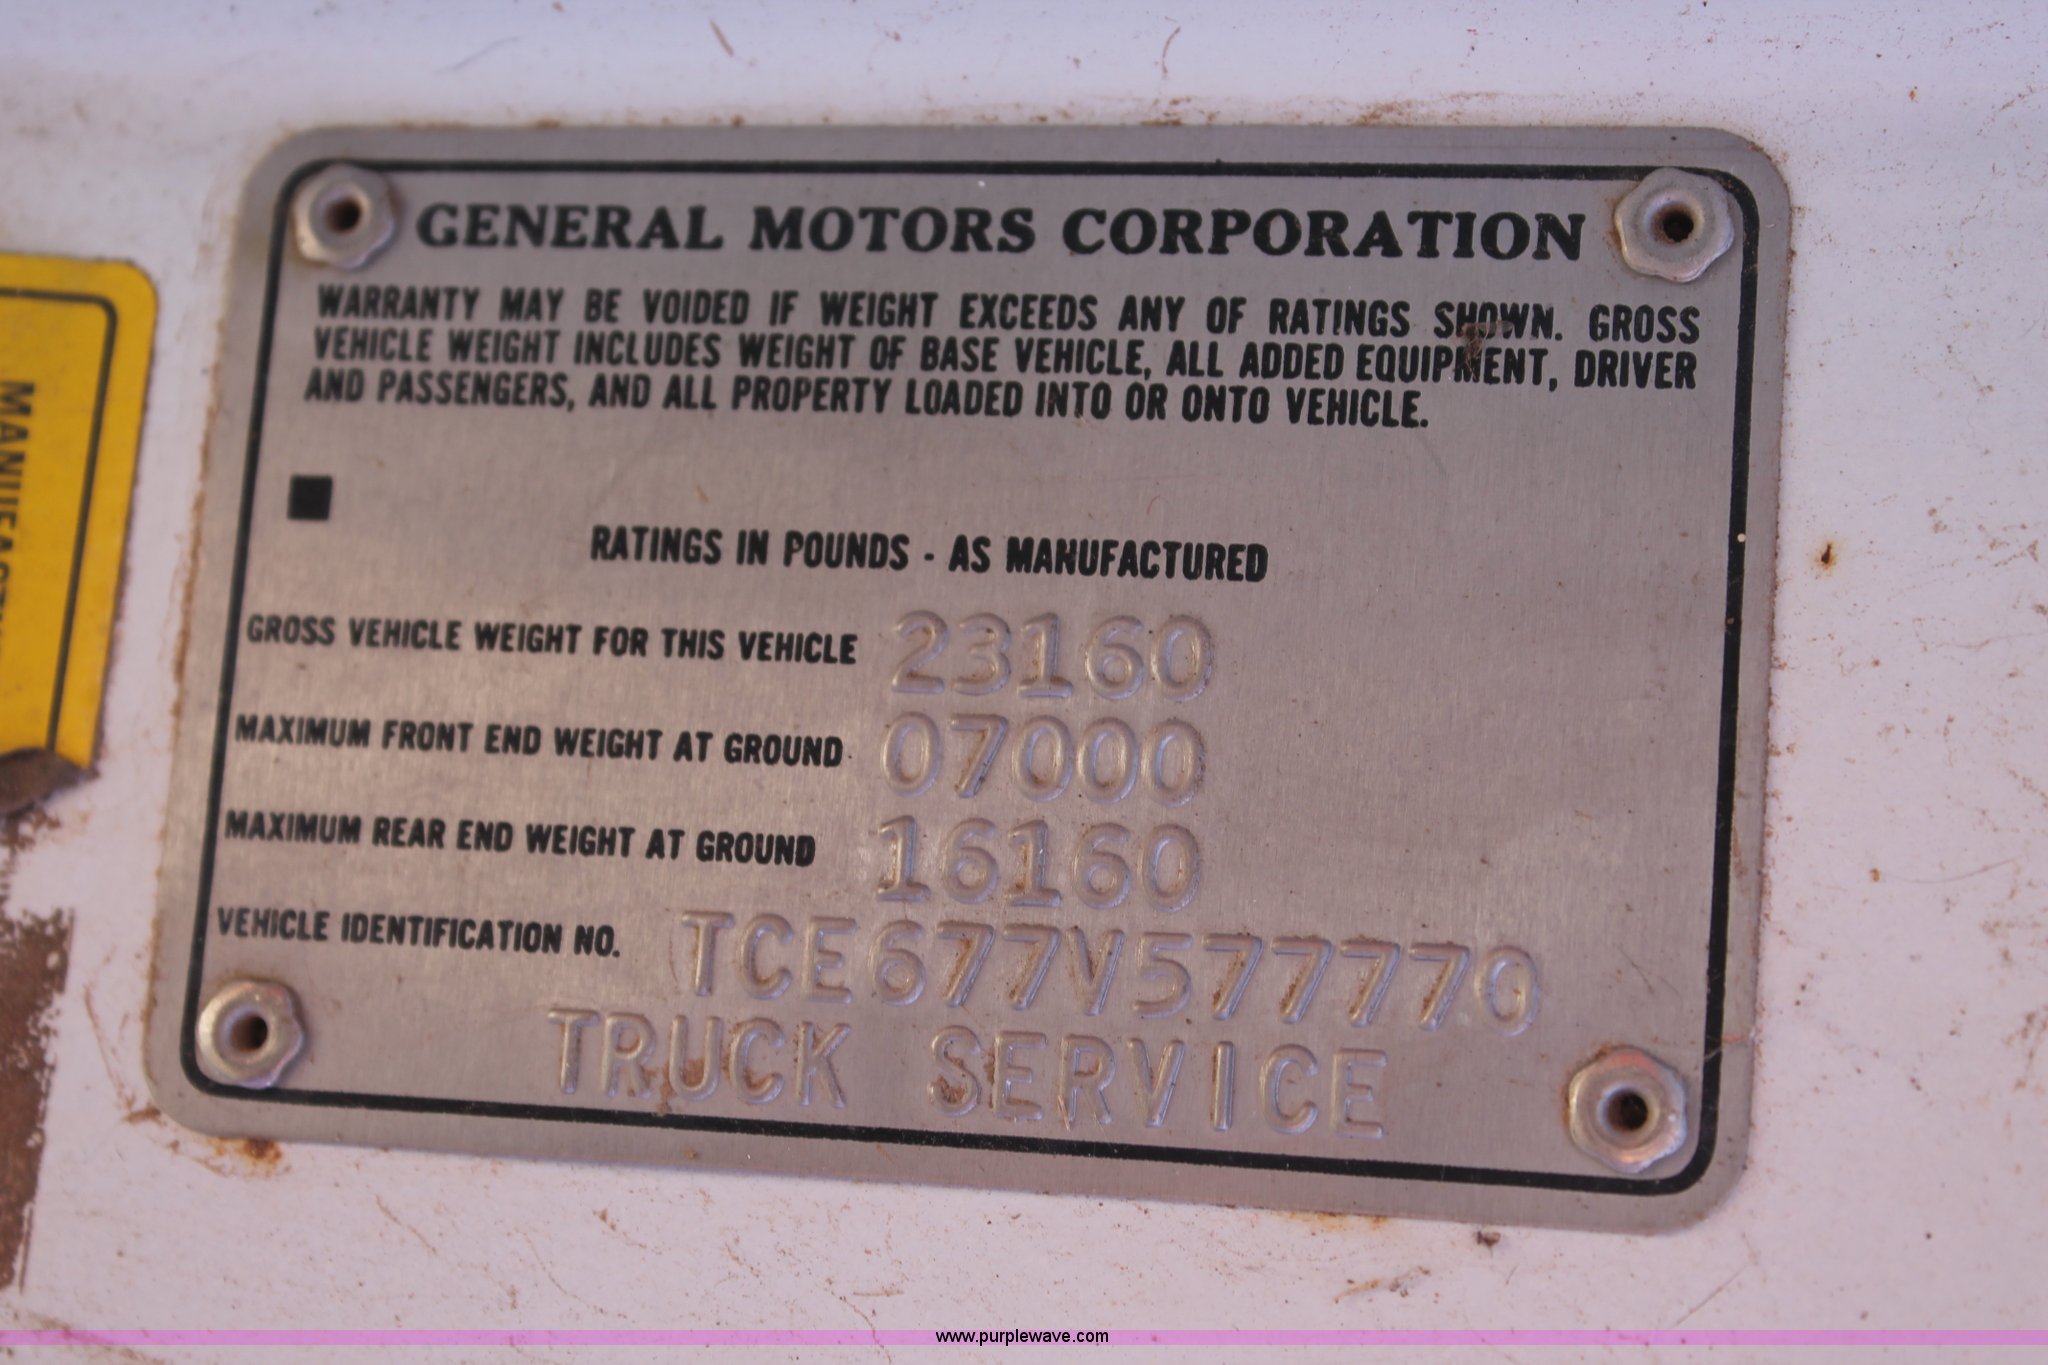 GENERAL MOTORS CORPORATION
WARRANTY MAY BE VOIDED IF WEIGHT EXCEEDS ANY OF RATINGS SHOWN. GROSS
VEHICLE WEIGHT INCLUDES WEIGHT OF BASE VEHICLE, ALL ADDED EQUIPMENT, DRIVER
AND PASSENGERS, AND ALL PROPERTY LOADED INTO OR ONTO VEHICLE.
RATINGS IN POUNDS - AS MANUFACTURED
GROSS VEHICLE WEIGHT FOR THIS VEHICLE 23160
MAXIMUM FRONT END WEIGHT AT GROUND 07000
MAXIMUM REAR END WEIGHT AT GROUND 16160
VEHICLE IDENTIFICATION NO. TCE677V577770
TRUCK SERVICE
www.purplewave.com